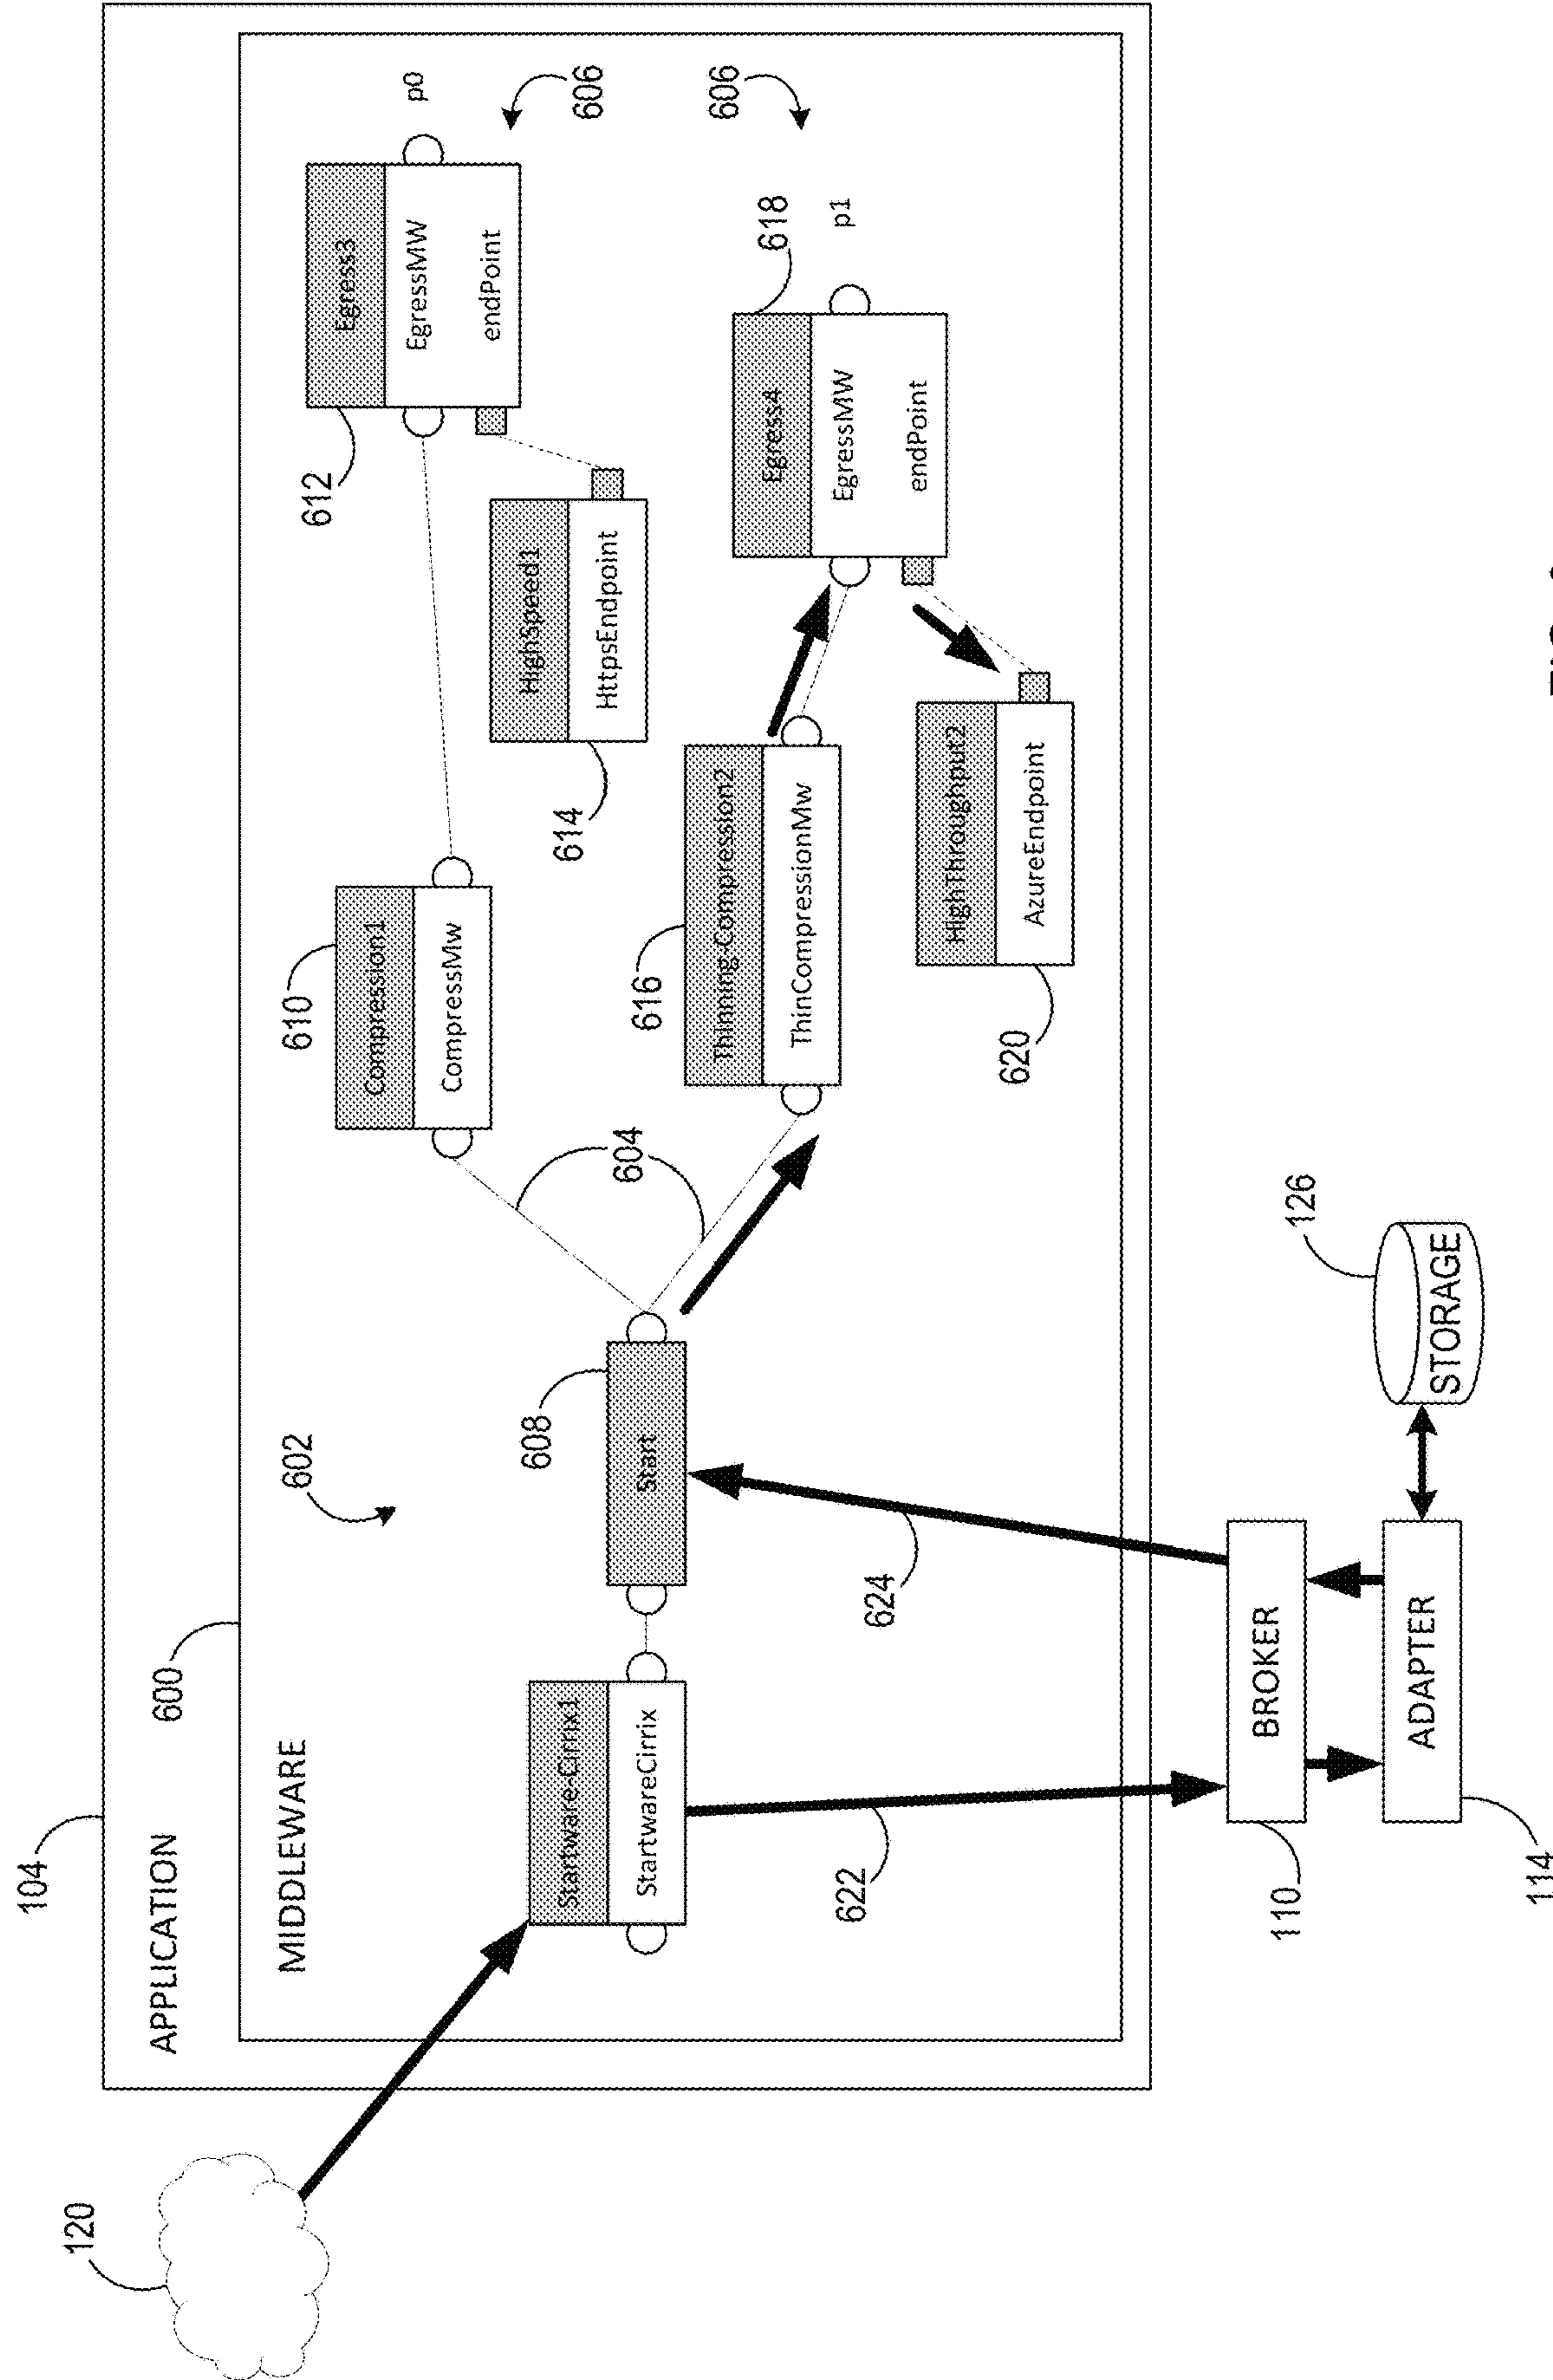 104
APPLICATION
600
MIDDLEWARE
602
120
Startware-Cirrix1
StartwareCirrix
608
Start
604
610
Compression1
CompressMw
612
Egress3
EgressMW
endPoint
p0
606
614
HighSpeed1
HttpsEndpoint
606
616
Thinning-Compression2
ThinCompressionMw
618
Egress4
EgressMW
endPoint
p1
620
HighThroughput2
AzureEndpoint
622
624
110
BROKER
114
ADAPTER
126
STORAGE